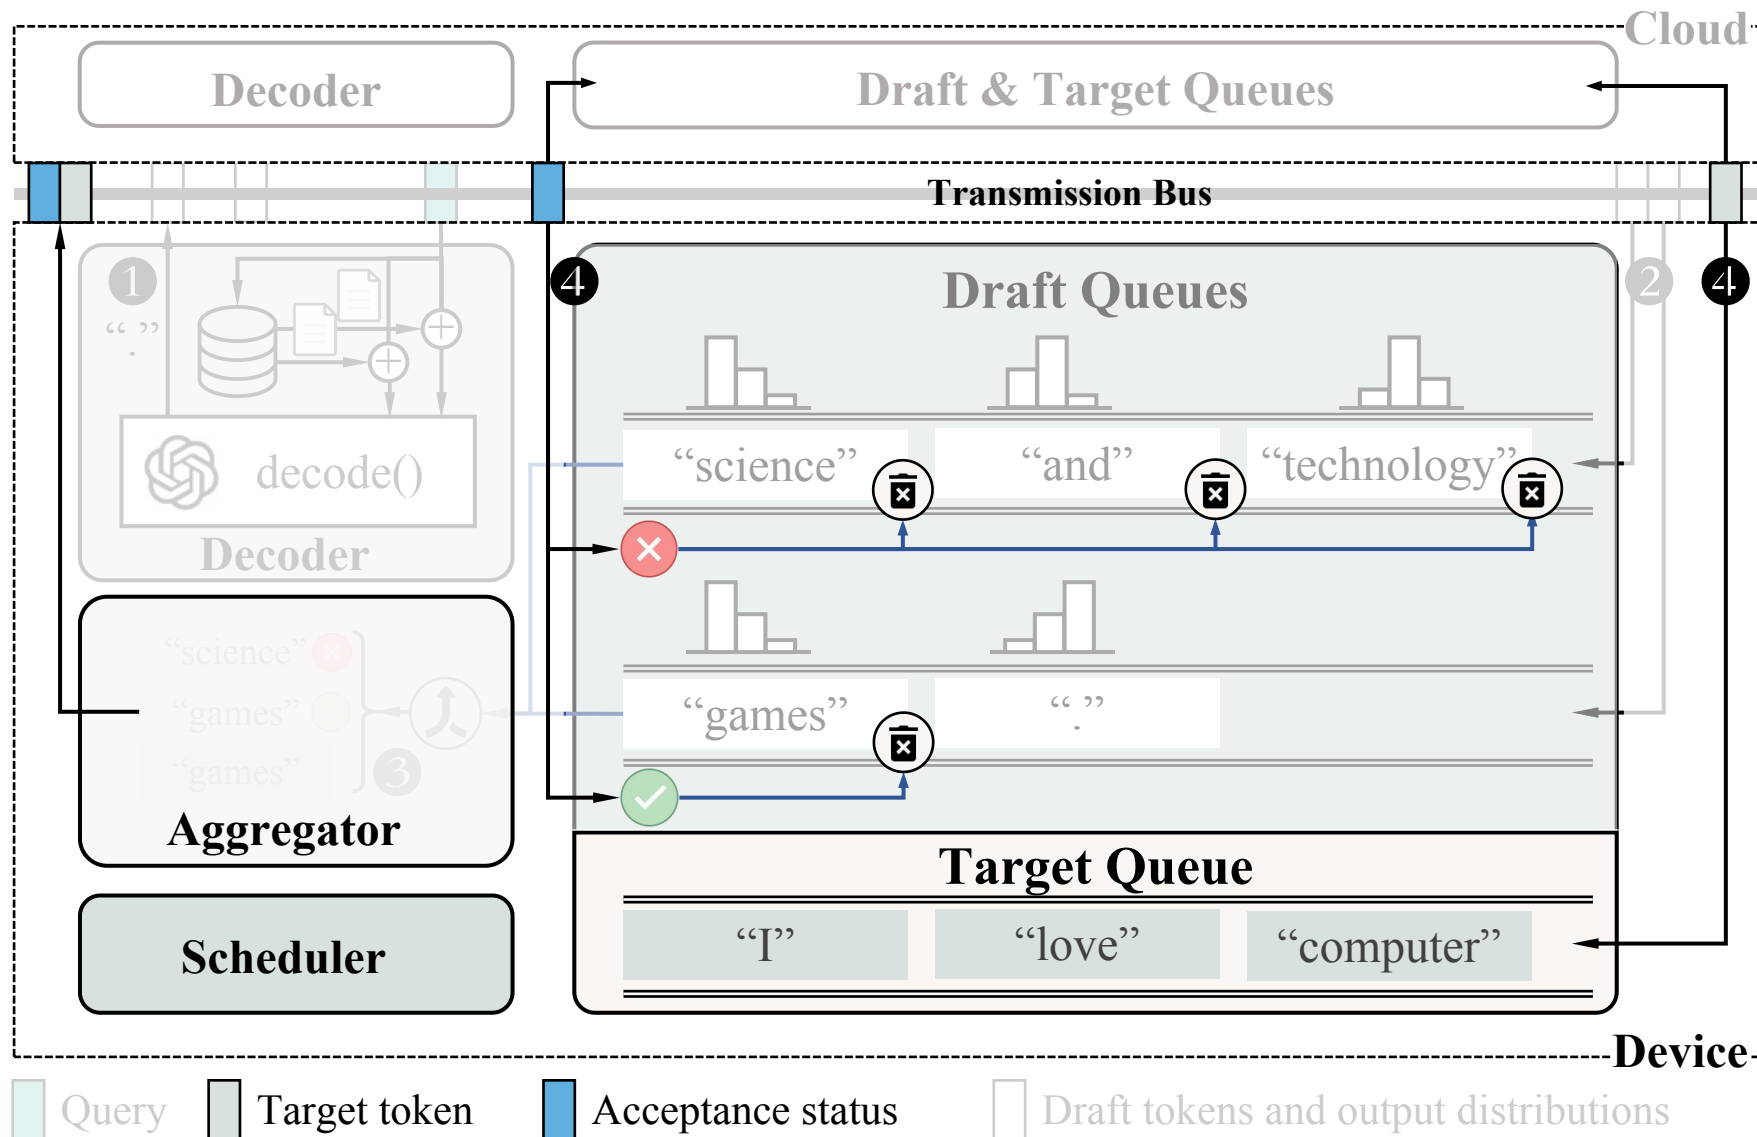 Cloud
Decoder
Draft & Target Queues
Transmission Bus
1
“.”
decode()
Decoder
4
Draft Queues
2
4
“science”
“and”
“technology”
“games”
“.”
“science”
“games”
“games”
3
Aggregator
Scheduler
Target Queue
“I”
“love”
“computer”
Device
Query
Target token
Acceptance status
Draft tokens and output distributions